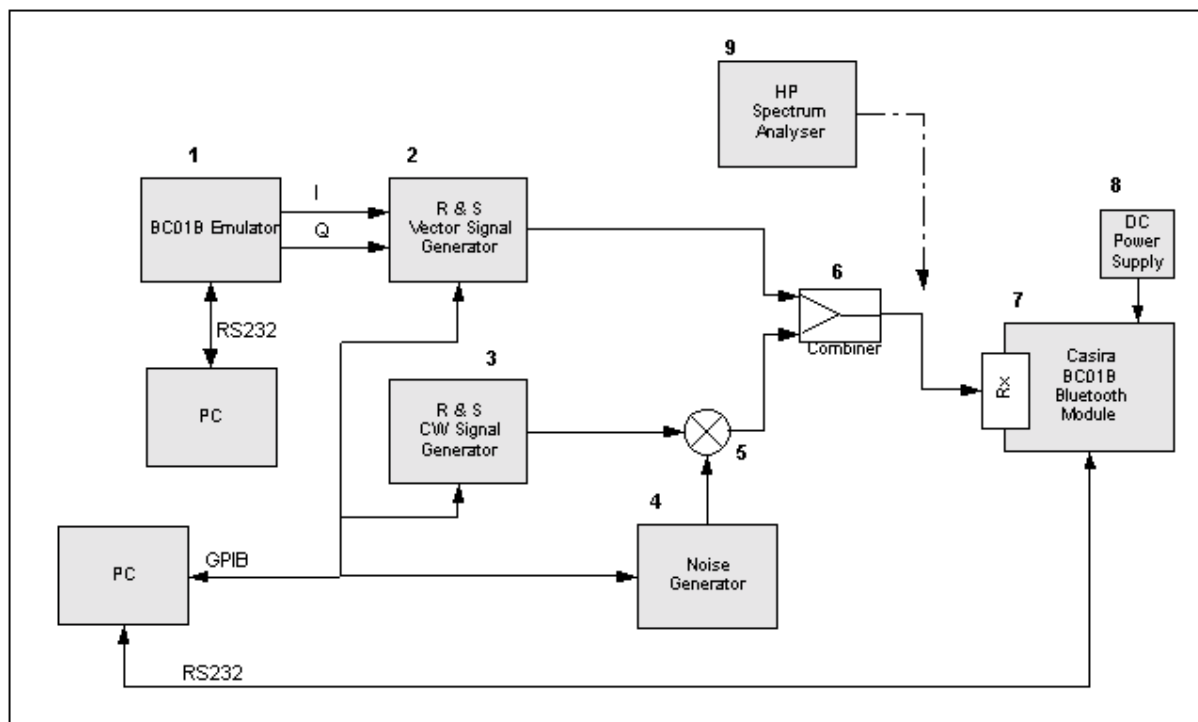 9
HP
Spectrum
Analyser
1
BC01B Emulator
I
Q
2
R & S
Vector Signal
Generator
8
DC
Power
Supply
6
Combiner
7
Rx
Casira
BC01B
Bluetooth
Module
RS232
PC
3
R & S
CW Signal
Generator
5
4
Noise
Generator
PC
GPIB
RS232